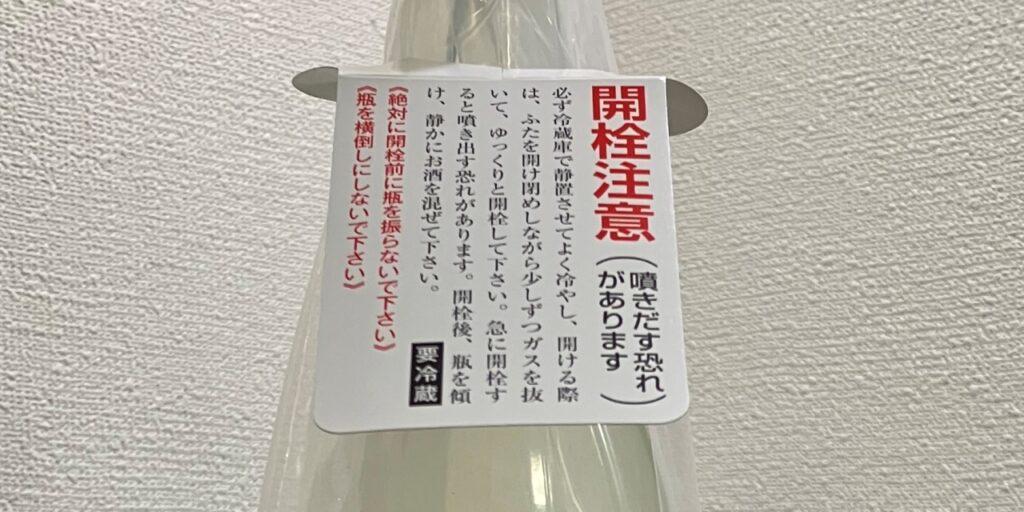 開栓注意
(噴きだす恐れ
があります)
必ず冷蔵庫で静置させてよく冷やし、開ける際
は、ふたを開け閉めしながら少しずつガスを抜
いて、ゆっくりと開栓して下さい。急に開栓す
ると噴き出す恐れがあります。開栓後、瓶を傾
け、静かにお酒を混ぜて下さい。
要冷蔵
《絶対に開栓前に瓶を振らないで下さい》
《瓶を横倒しにしないで下さい》